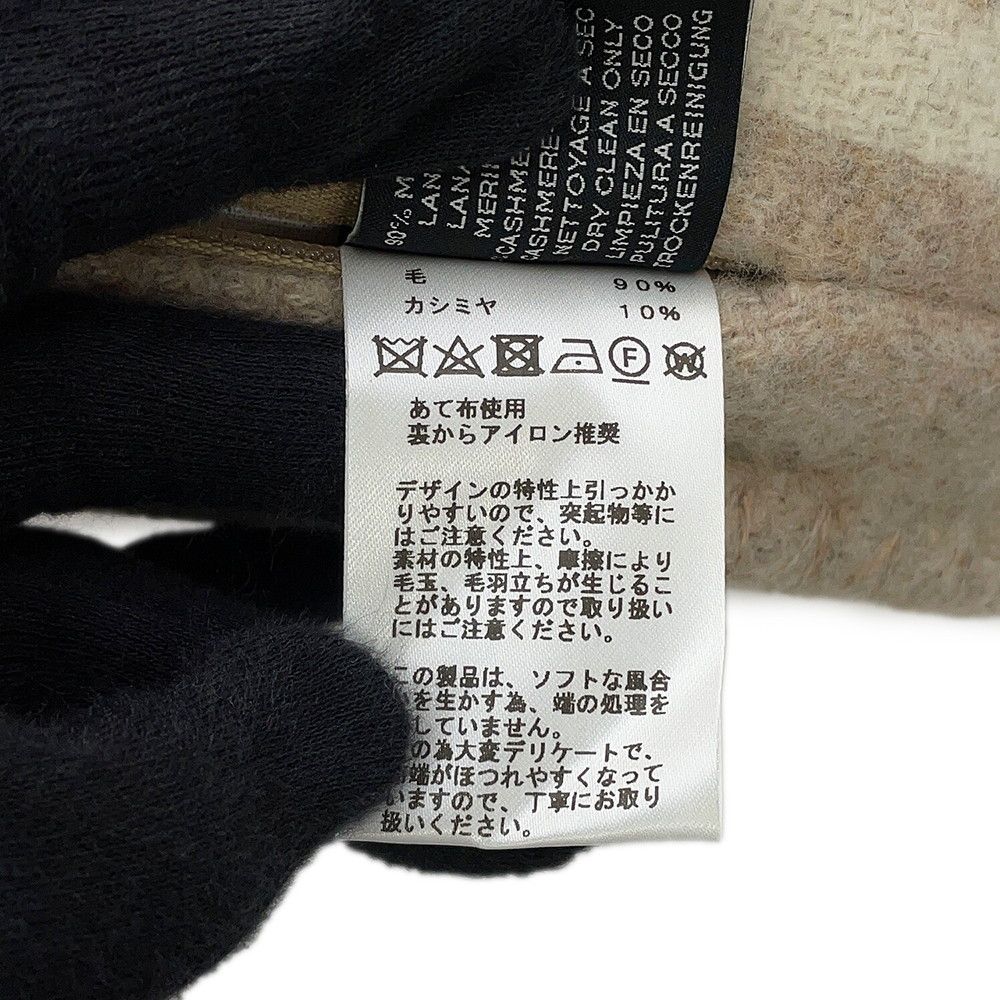 90% M
LANA
LANA
MERIN
CASHME
CASHMERE-
NETTOYAGE A SEC
DRY CLEAN ONLY
LIMPIEZA EN SECO
PULITURA A SECCO
TROCKENREINIGUNG
毛 90%
カシミヤ 10%
F W
あて布使用
裏からアイロン推奨
デザインの特性上引っかか
りやすいので、突起物等に
はご注意ください。
素材の特性上、摩擦により
毛玉、毛羽立ちが生じるこ
とがありますので取り扱い
にはご注意ください。
この製品は、ソフトな風合
を生かす為、端の処理を
していません。
の為大変デリケートで、
端がほつれやすくなって
いますので、丁寧にお取り
扱いください。